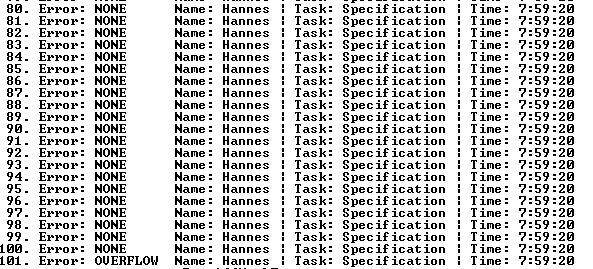 80. Error: NONE Name: Hannes ¦ Task: Specification ¦ Time: 7:59:20
81. Error: NONE Name: Hannes ¦ Task: Specification ¦ Time: 7:59:20
82. Error: NONE Name: Hannes ¦ Task: Specification ¦ Time: 7:59:20
83. Error: NONE Name: Hannes ¦ Task: Specification ¦ Time: 7:59:20
84. Error: NONE Name: Hannes ¦ Task: Specification ¦ Time: 7:59:20
85. Error: NONE Name: Hannes ¦ Task: Specification ¦ Time: 7:59:20
86. Error: NONE Name: Hannes ¦ Task: Specification ¦ Time: 7:59:20
87. Error: NONE Name: Hannes ¦ Task: Specification ¦ Time: 7:59:20
88. Error: NONE Name: Hannes ¦ Task: Specification ¦ Time: 7:59:20
89. Error: NONE Name: Hannes ¦ Task: Specification ¦ Time: 7:59:20
90. Error: NONE Name: Hannes ¦ Task: Specification ¦ Time: 7:59:20
91. Error: NONE Name: Hannes ¦ Task: Specification ¦ Time: 7:59:20
92. Error: NONE Name: Hannes ¦ Task: Specification ¦ Time: 7:59:20
93. Error: NONE Name: Hannes ¦ Task: Specification ¦ Time: 7:59:20
94. Error: NONE Name: Hannes ¦ Task: Specification ¦ Time: 7:59:20
95. Error: NONE Name: Hannes ¦ Task: Specification ¦ Time: 7:59:20
96. Error: NONE Name: Hannes ¦ Task: Specification ¦ Time: 7:59:20
97. Error: NONE Name: Hannes ¦ Task: Specification ¦ Time: 7:59:20
98. Error: NONE Name: Hannes ¦ Task: Specification ¦ Time: 7:59:20
99. Error: NONE Name: Hannes ¦ Task: Specification ¦ Time: 7:59:20
100. Error: NONE Name: Hannes ¦ Task: Specification ¦ Time: 7:59:20
101. Error: OVERFLOW Name: Hannes ¦ Task: Specification ¦ Time: 7:59:20